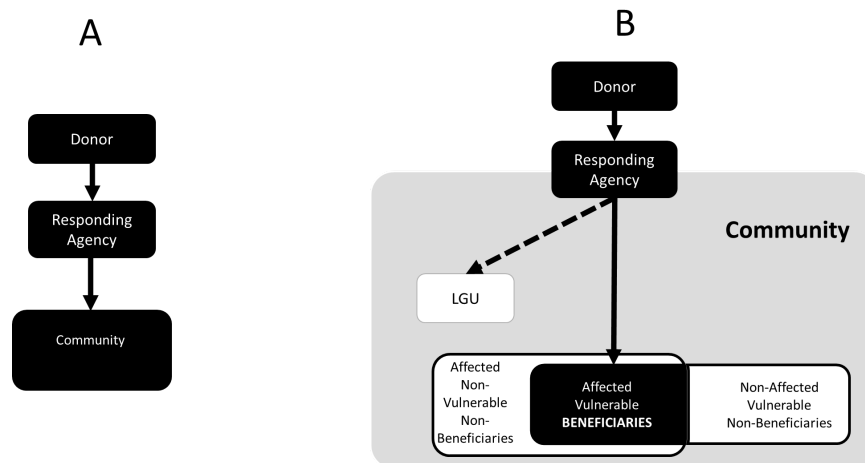 A
Donor
Responding
Agency
Community
B
Donor
Responding
Agency
Community
LGU
Affected
Non-
Vulnerable
Non-
Beneficiaries
Affected
Vulnerable
BENEFICIARIES
Non-Affected
Vulnerable
Non-Beneficiaries